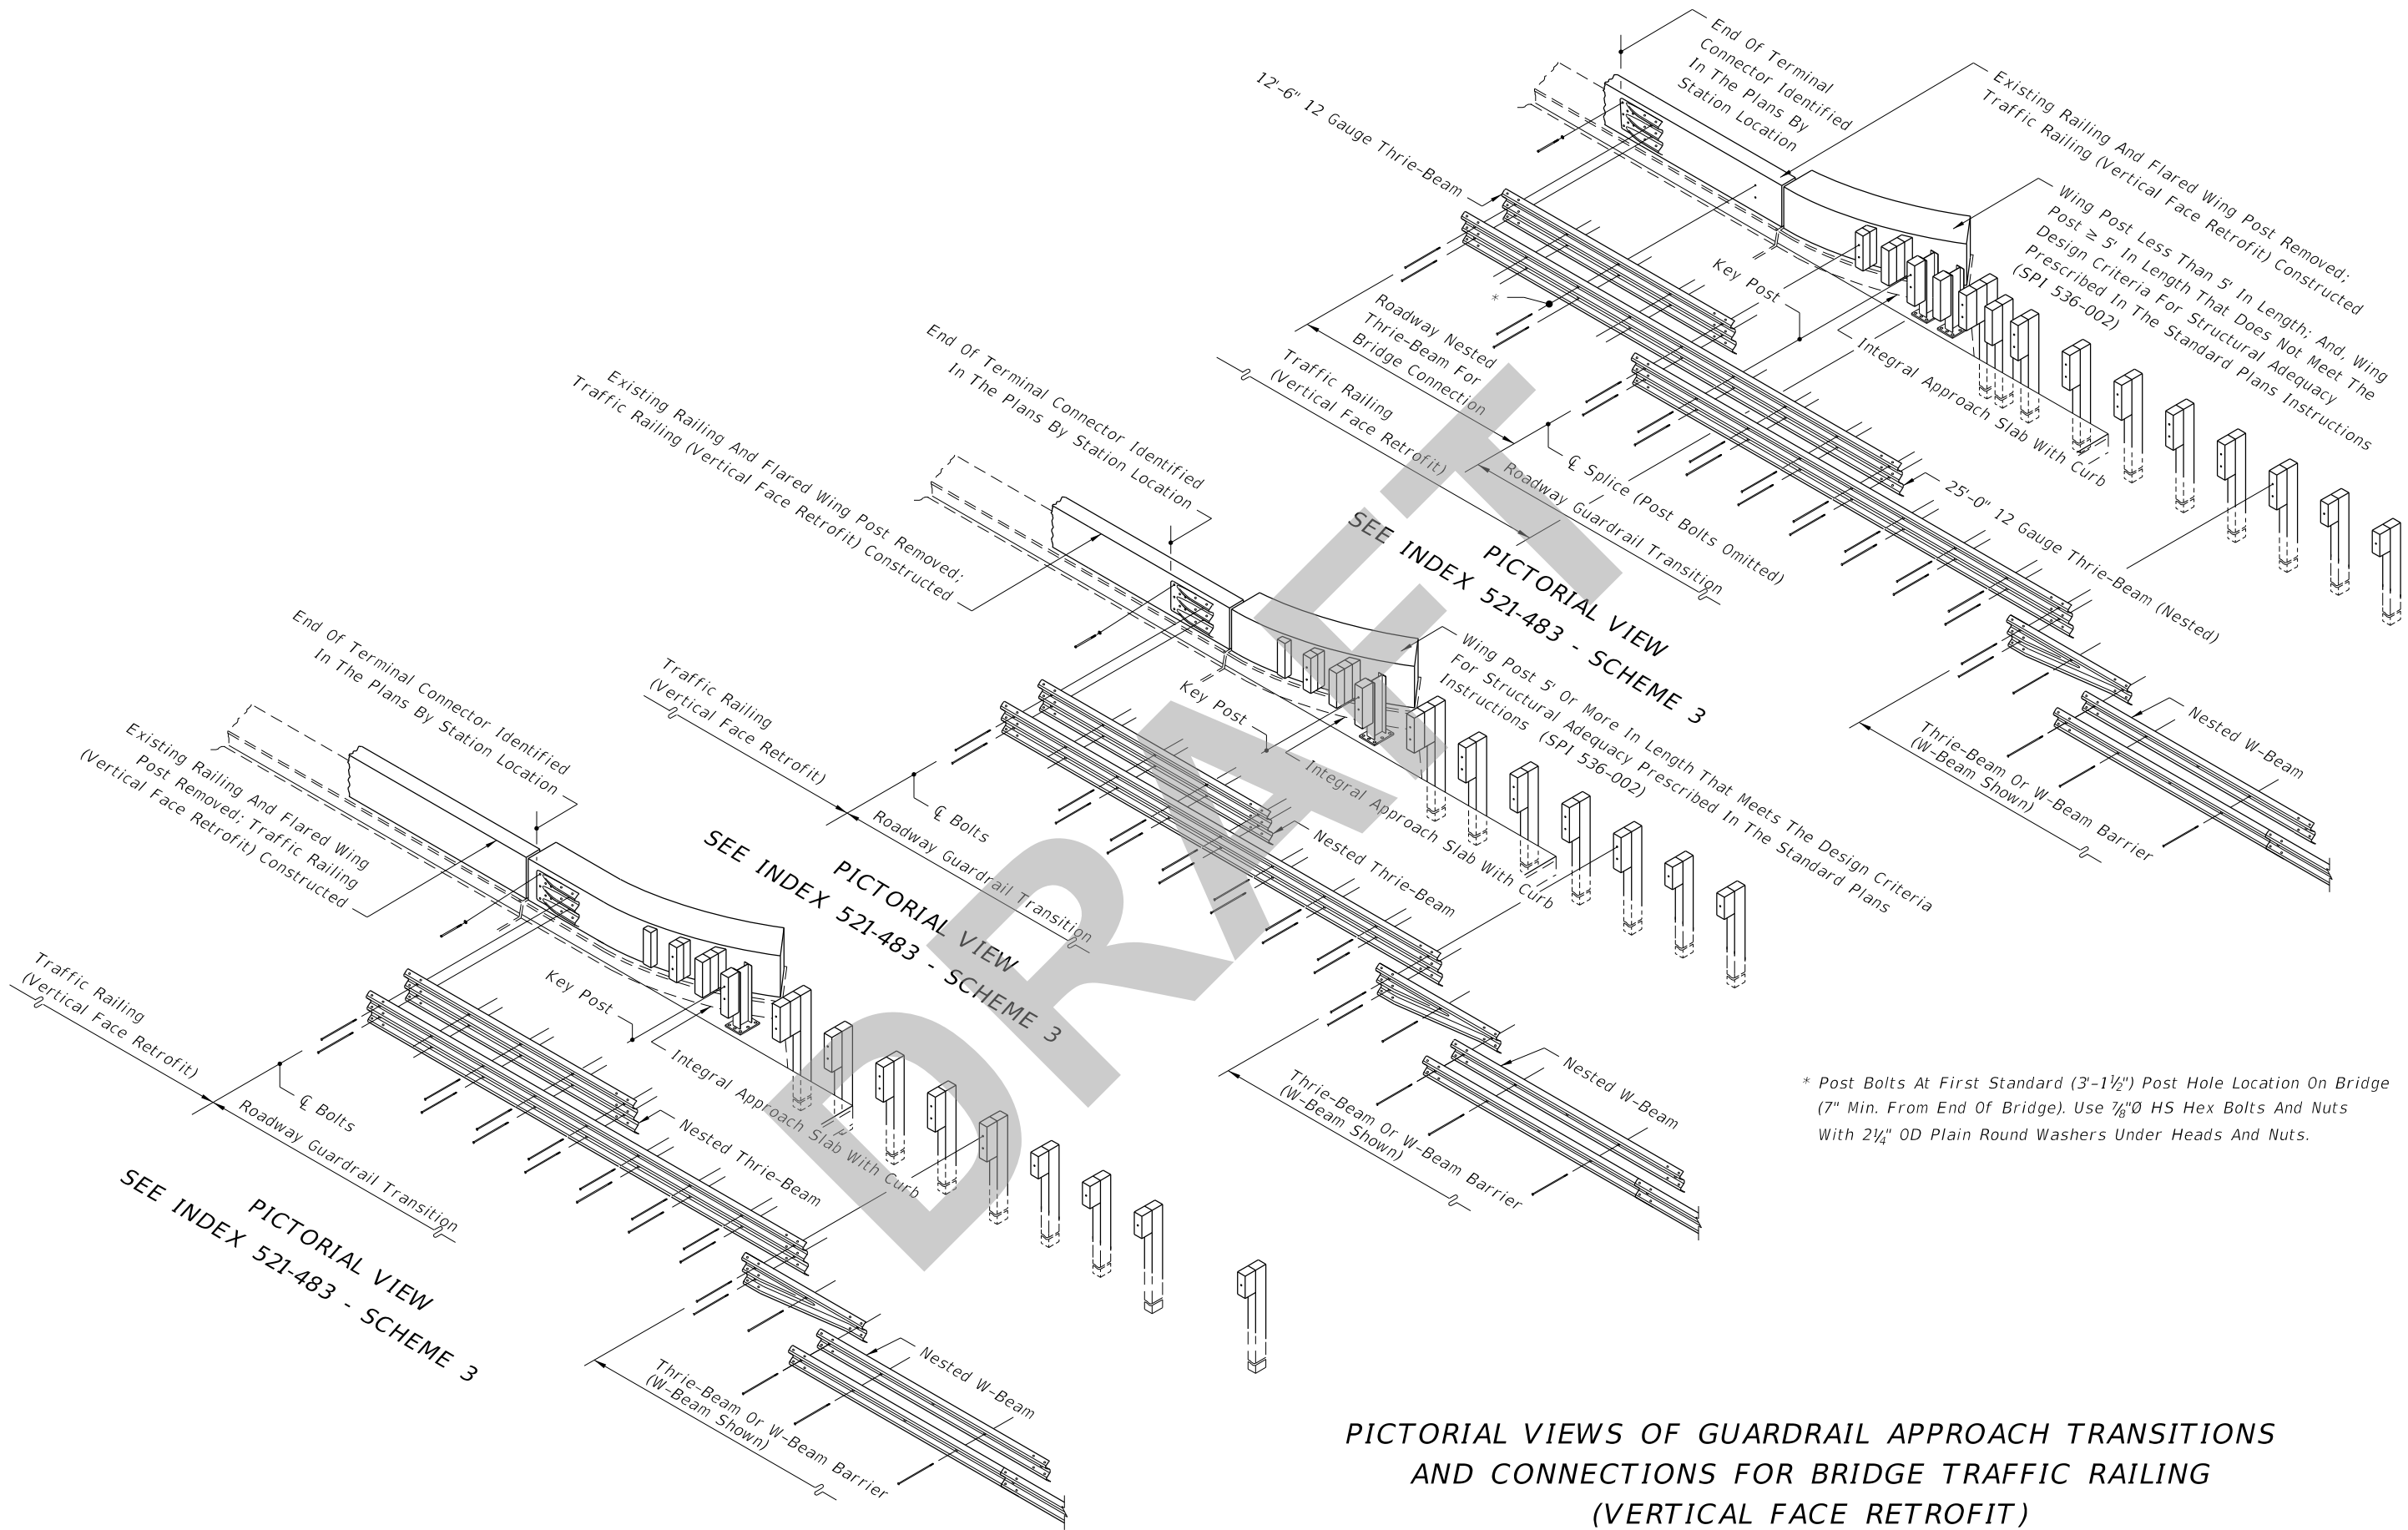 End Of Terminal
Connector Identified
In The Plans By
Station Location
Existing Railing And Flared Wing Post Removed;
Traffic Railing (Vertical Face Retrofit) Constructed
12'-6" 12 Gauge Thrie-Beam
Wing Post Less Than 5' In Length; And, Wing
Post ≥ 5' In Length That Does Not Meet The
Design Criteria For Structural Adequacy
Prescribed In The Standard Plans Instructions
(SPI 536-002)
Key Post
*
Roadway Nested
Thrie-Beam For
Bridge Connection
Integral Approach Slab With Curb
Traffic Railing
(Vertical Face Retrofit)
℄ Splice (Post Bolts Omitted)
Roadway Guardrail Transition
25'-0" 12 Gauge Thrie-Beam (Nested)
PICTORIAL VIEW
SEE INDEX 521-483 - SCHEME 3
Nested W-Beam
Thrie-Beam Or W-Beam Barrier
(W-Beam Shown)
End Of Terminal Connector Identified
In The Plans By Station Location
Existing Railing And Flared Wing Post Removed;
Traffic Railing (Vertical Face Retrofit) Constructed
Wing Post 5' Or More In Length That Meets The Design Criteria
For Structural Adequacy Prescribed In The Standard Plans
Instructions (SPI 536-002)
Key Post
Traffic Railing
(Vertical Face Retrofit)
Integral Approach Slab With Curb
℄ Bolts
Roadway Guardrail Transition
Nested Thrie-Beam
PICTORIAL VIEW
SEE INDEX 521-483 - SCHEME 3
Nested W-Beam
Thrie-Beam Or W-Beam Barrier
(W-Beam Shown)
End Of Terminal Connector Identified
In The Plans By Station Location
Existing Railing And Flared Wing
Post Removed; Traffic Railing
(Vertical Face Retrofit) Constructed
Key Post
Traffic Railing
(Vertical Face Retrofit)
Integral Approach Slab With Curb
℄ Bolts
Roadway Guardrail Transition
Nested Thrie-Beam
PICTORIAL VIEW
SEE INDEX 521-483 - SCHEME 3
Nested W-Beam
Thrie-Beam Or W-Beam Barrier
(W-Beam Shown)
* Post Bolts At First Standard (3'-1½") Post Hole Location On Bridge
(7" Min. From End Of Bridge). Use ⅞"Ø HS Hex Bolts And Nuts
With 2¼" OD Plain Round Washers Under Heads And Nuts.
DRAFT
PICTORIAL VIEWS OF GUARDRAIL APPROACH TRANSITIONS
AND CONNECTIONS FOR BRIDGE TRAFFIC RAILING
(VERTICAL FACE RETROFIT)